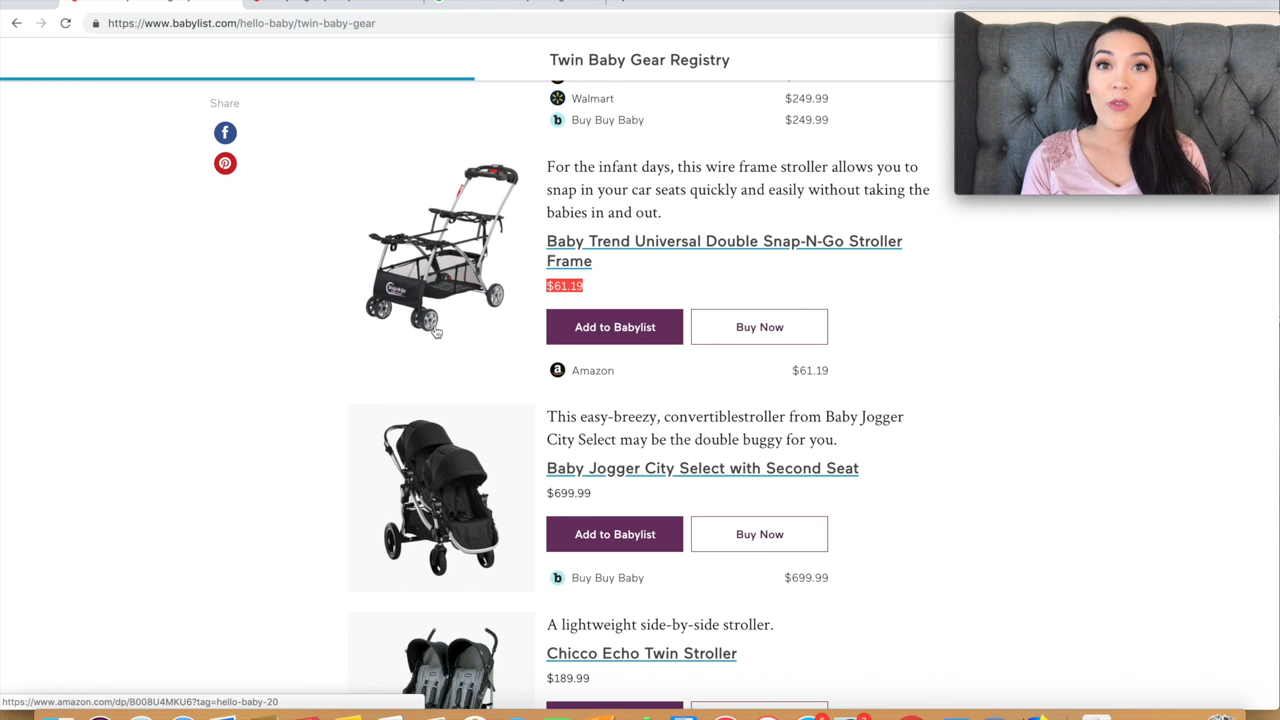 https://www.babylist.com/hello-baby/twin-baby-gear
Twin Baby Gear Registry
Share
Walmart $249.99
b Buy Buy Baby $249.99
For the infant days, this wire frame stroller allows you to
snap in your car seats quickly and easily without taking the
babies in and out.
Baby Trend Universal Double Snap-N-Go Stroller
Frame
$61.19
Add to Babylist Buy Now
a Amazon $61.19
This easy-breezy, convertiblestroller from Baby Jogger
City Select may be the double buggy for you.
Baby Jogger City Select with Second Seat
$699.99
Add to Babylist Buy Now
b Buy Buy Baby $699.99
A lightweight side-by-side stroller.
Chicco Echo Twin Stroller
$189.99
https://www.amazon.com/dp/B008U4MKU6?tag=hello-baby-20